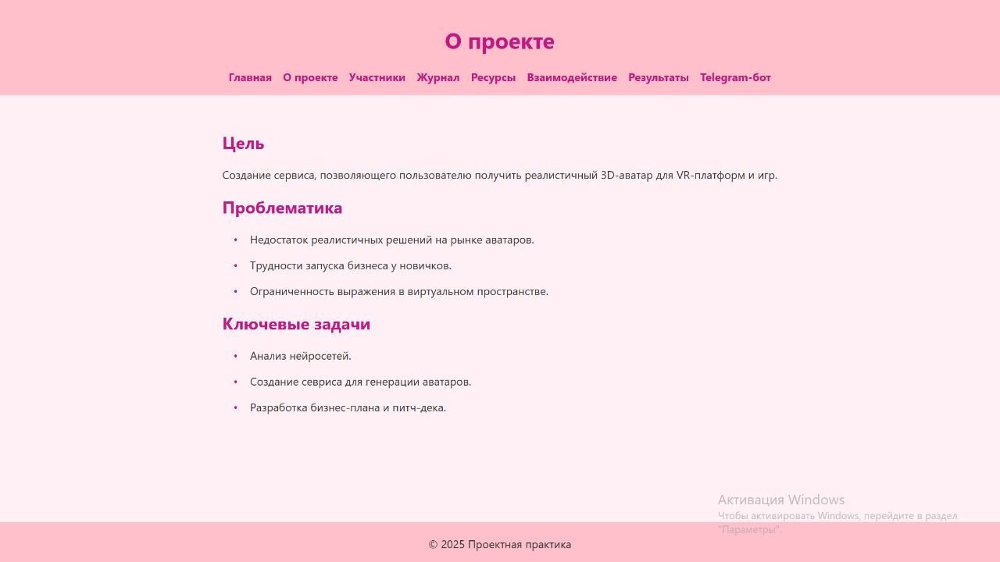 О проекте
Главная О проекте Участники Журнал Ресурсы Взаимодействие Результаты Telegram-бот
Цель
Создание сервиса, позволяющего пользователю получить реалистичный 3D-аватар для VR-платформ и игр.
Проблематика
• Недостаток реалистичных решений на рынке аватаров.
• Трудности запуска бизнеса у новичков.
• Ограниченность выражения в виртуальном пространстве.
Ключевые задачи
• Анализ нейросетей.
• Создание севриса для генерации аватаров.
• Разработка бизнес-плана и питч-дека.
Активация Windows
Чтобы активировать Windows, перейдите в раздел
"Параметры".
© 2025 Проектная практика